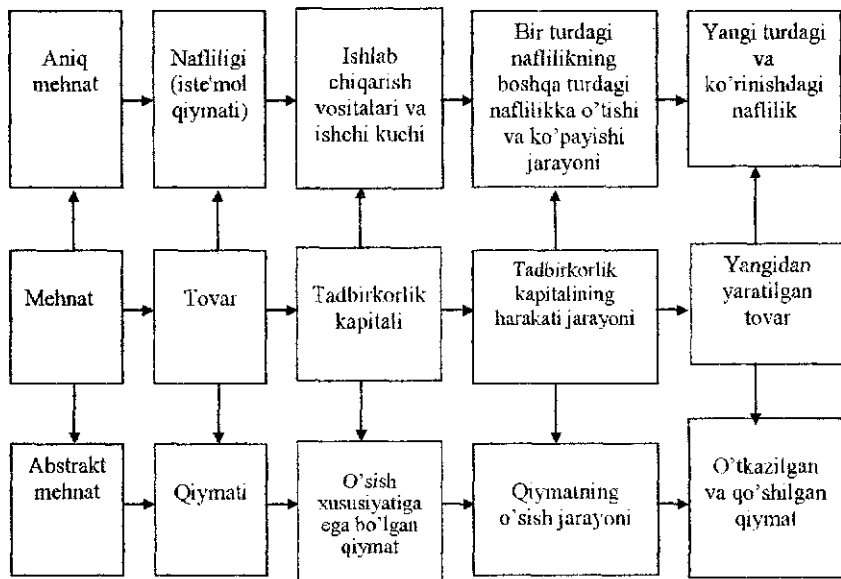 Aniq
mehnat
Nafliligi
(iste'mol
qiymati)
Ishlab
chiqarish
vositalari va
ishchi kuchi
Bir turdagi
naflilikning
boshqa turdagi
naflilikka o'tishi
va ko'payishi
jarayoni
Yangi turdagi
va
ko'rinishdagi
naflilik
Mehnat
Tovar
Tadbirkorlik
kapitali
Tadbirkorlik
kapitalining
harakati jarayoni
Yangidan
yaratilgan
tovar
Abstrakt
mehnat
Qiymati
O'sish
xususiyatiga
ega bo'lgan
qiymat
Qiymatning
o'sish jarayoni
O'tkazilgan
va qo'shilgan
qiymat